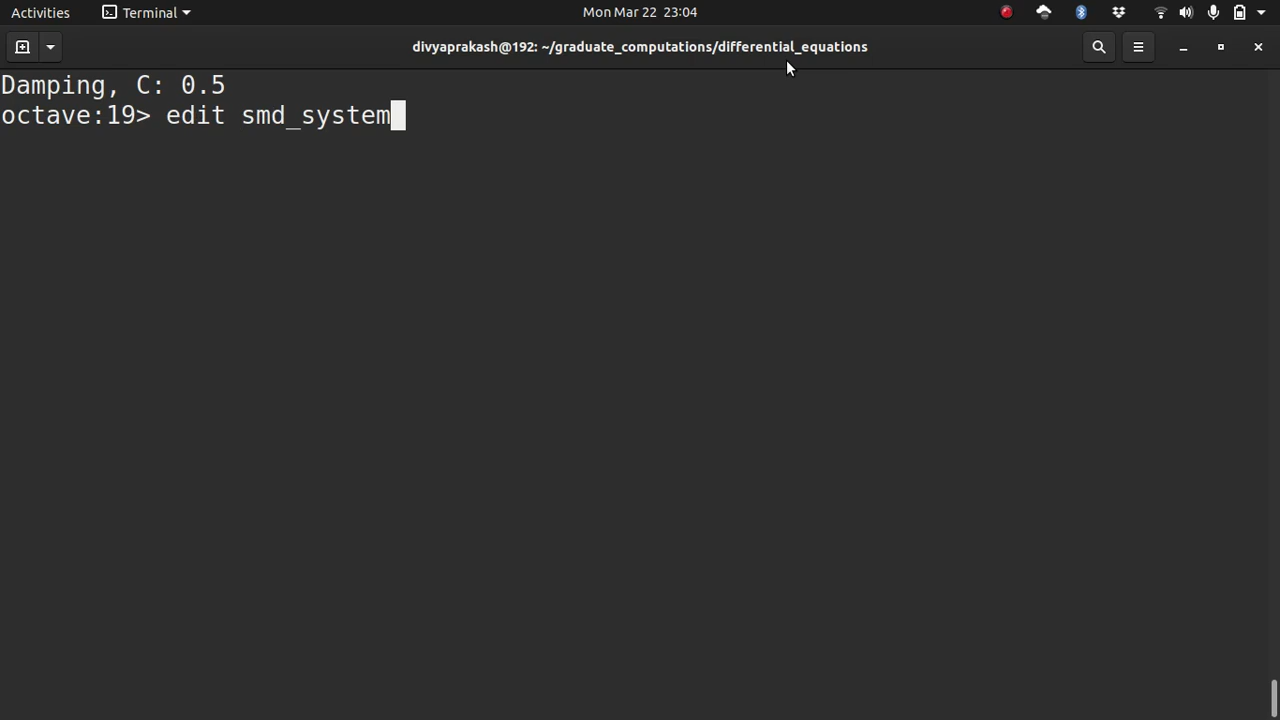 Activities Terminal Mon Mar 22 23:04
divyaprakash@192: ~/graduate_computations/differential_equations
Damping, C: 0.5
octave:19> edit smd_system